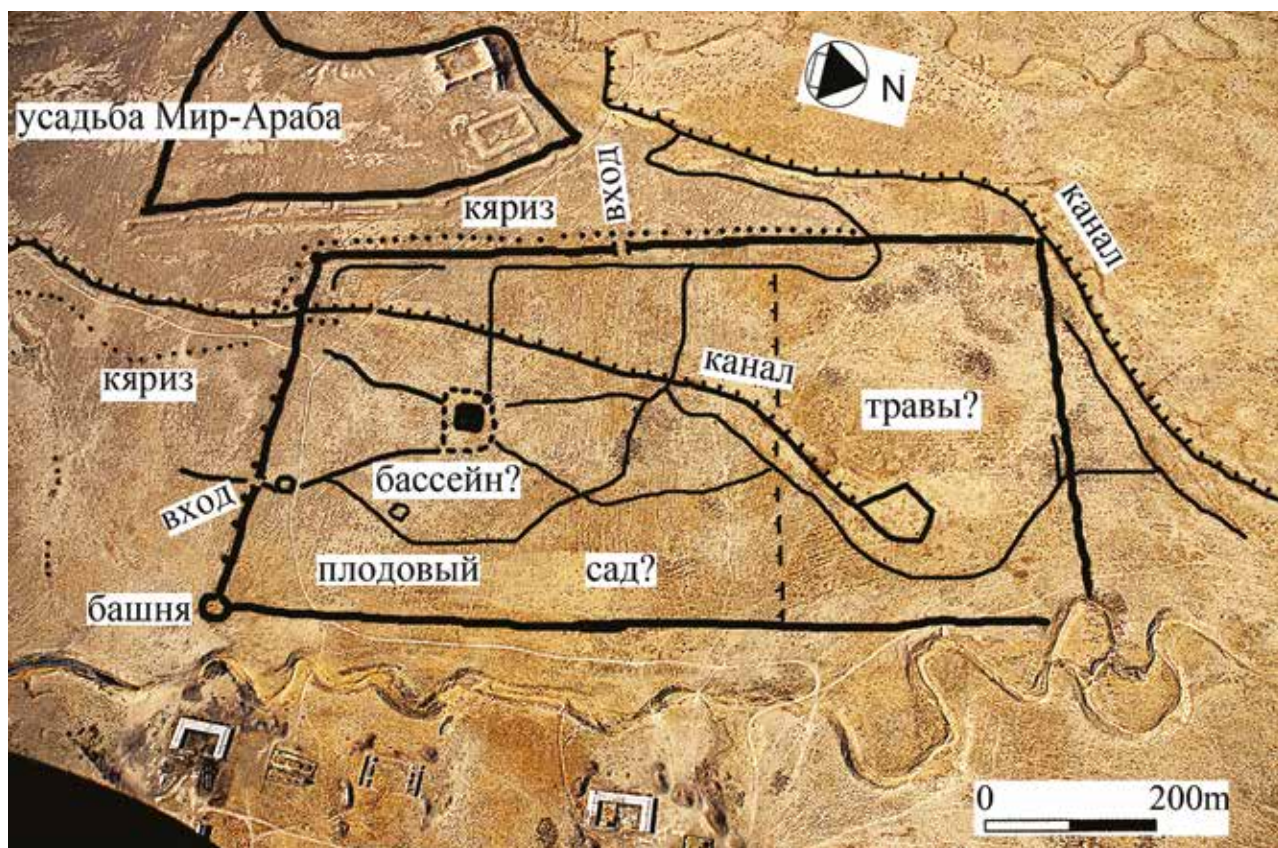 N
усадьба Мир-Араба
вход
кяриз
канал
канал
кяриз
травы?
бассейн?
вход
плодовый сад?
башня
0 200m